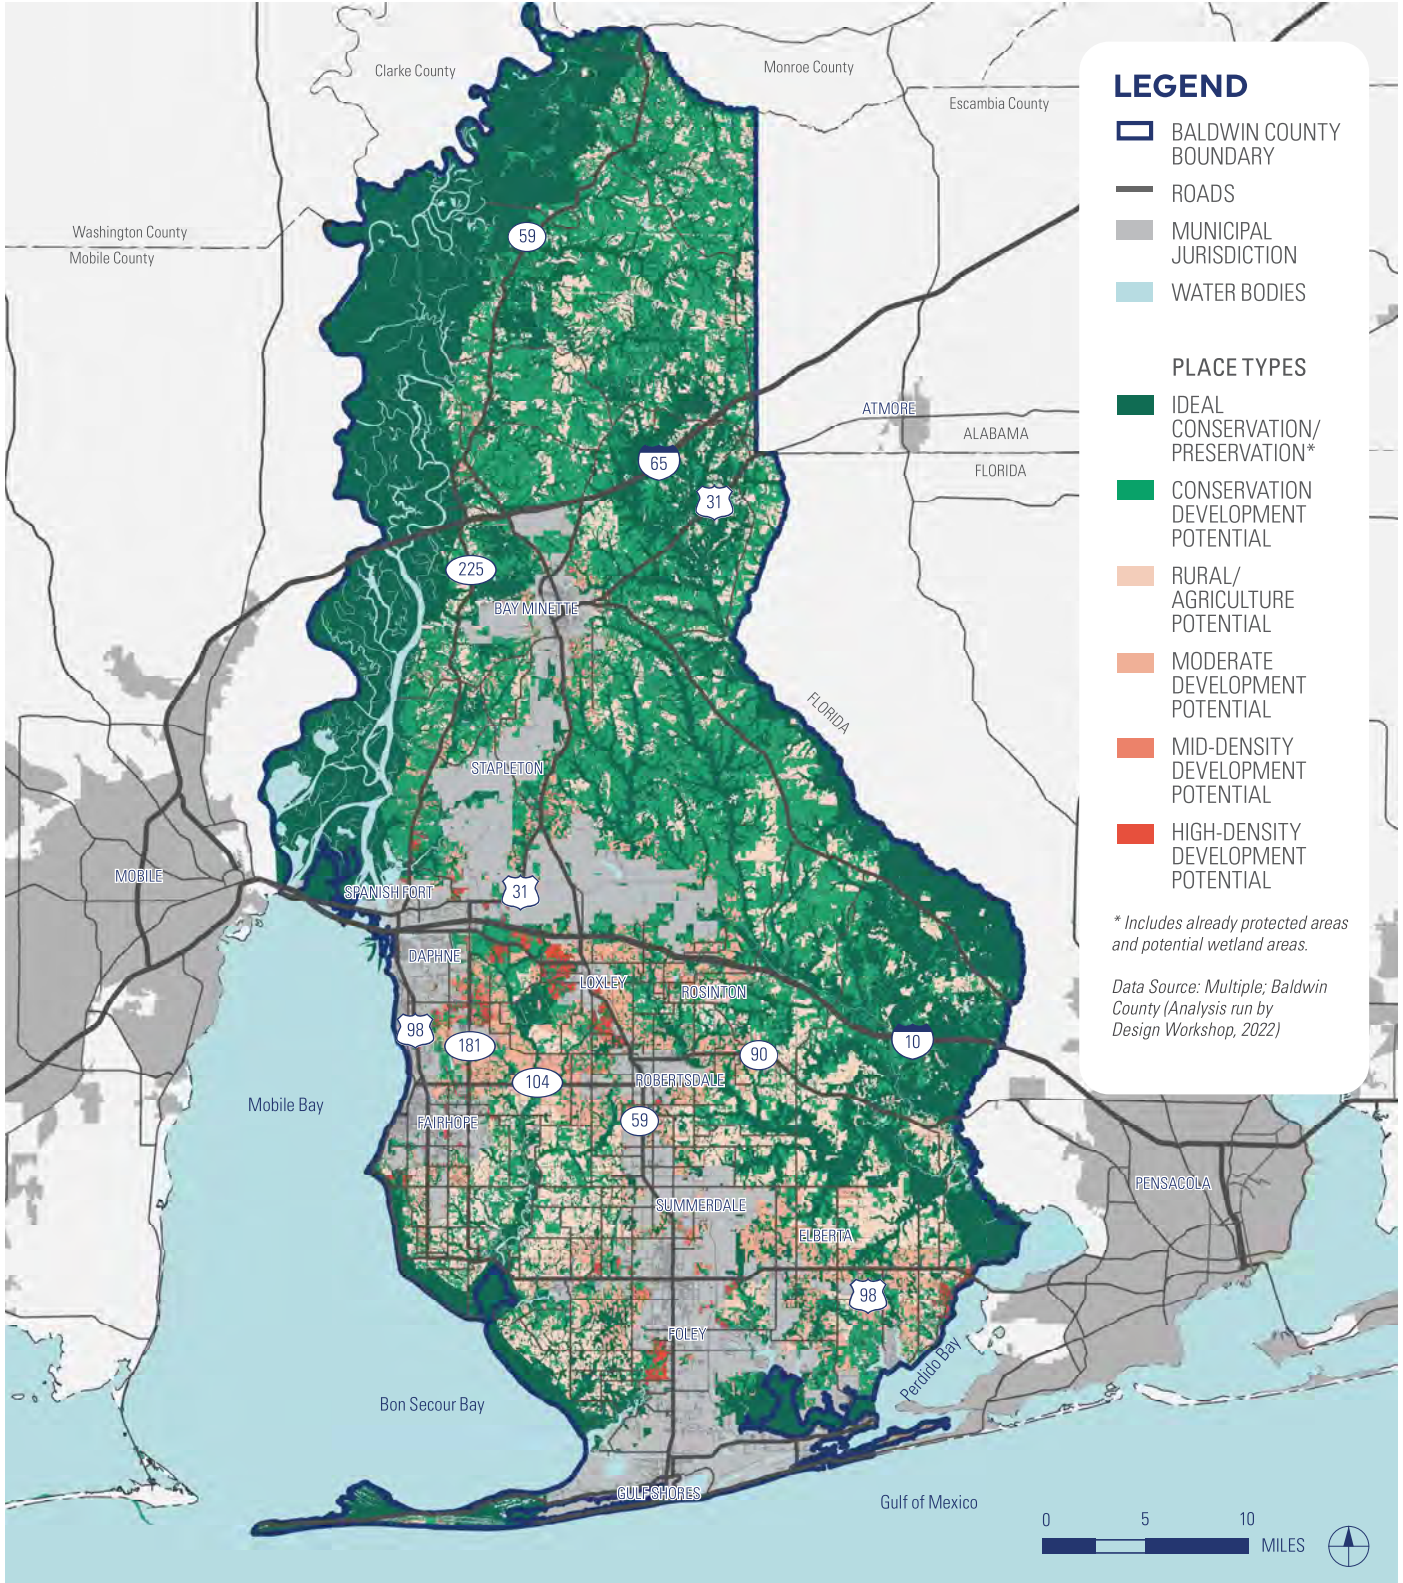 Clarke County
Monroe County
Escambia County
Washington County
Mobile County
59
ATMORE
ALABAMA
FLORIDA
65
31
225
BAY MINETTE
FLORIDA
STAPLETON
MOBILE
SPANISH FORT
31
DAPHNE
LOXLEY
ROSINTON
98
181
90
10
104
ROBERTSDALE
Mobile Bay
FAIRHOPE
59
PENSACOLA
SUMMERDALE
ELBERTA
98
FOLEY
Perdido Bay
Bon Secour Bay
GULF SHORES
Gulf of Mexico
LEGEND
BALDWIN COUNTY
BOUNDARY
ROADS
MUNICIPAL
JURISDICTION
WATER BODIES
PLACE TYPES
IDEAL
CONSERVATION/
PRESERVATION*
CONSERVATION
DEVELOPMENT
POTENTIAL
RURAL/
AGRICULTURE
POTENTIAL
MODERATE
DEVELOPMENT
POTENTIAL
MID-DENSITY
DEVELOPMENT
POTENTIAL
HIGH-DENSITY
DEVELOPMENT
POTENTIAL
* Includes already protected areas
and potential wetland areas.
Data Source: Multiple; Baldwin
County (Analysis run by
Design Workshop, 2022)
0 5 10
MILES